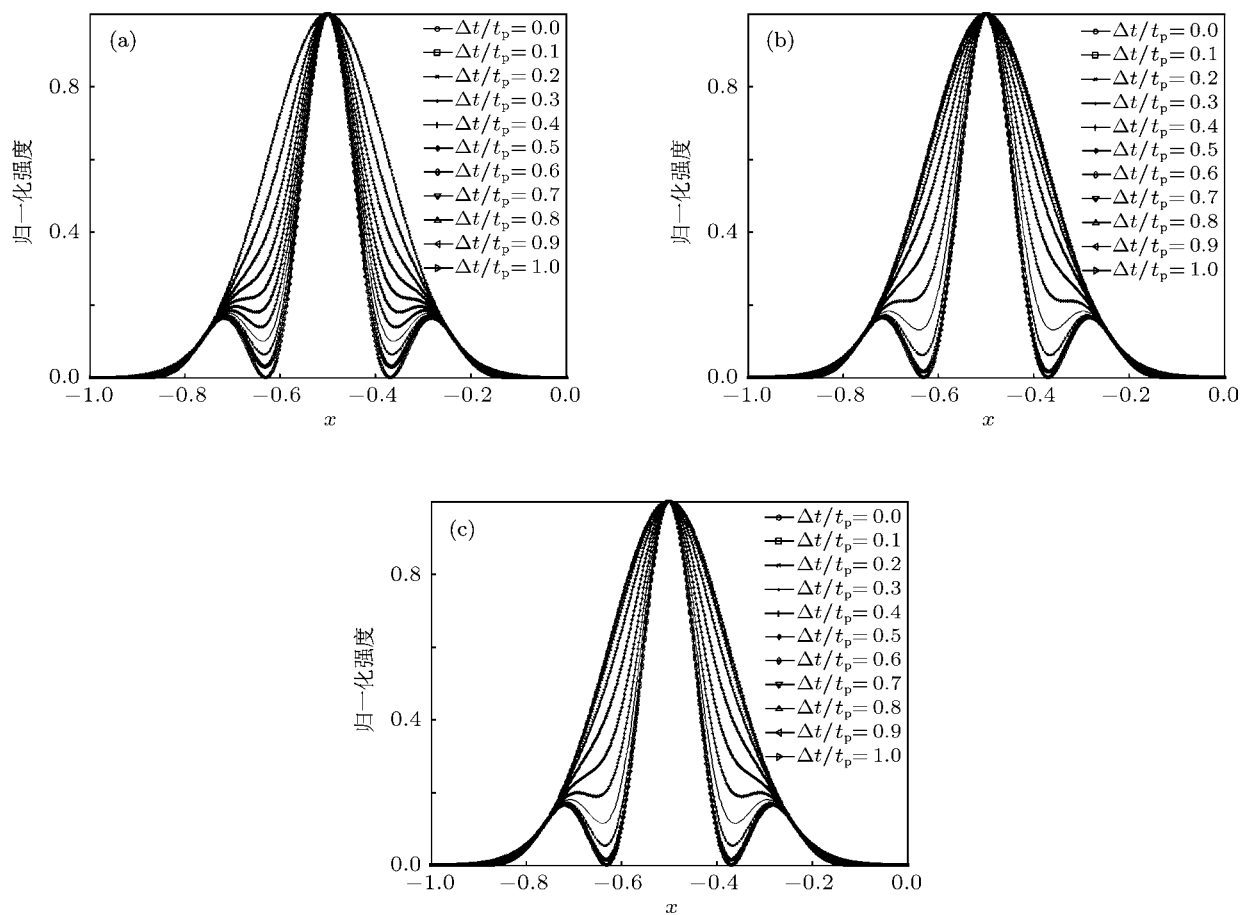 (a)
Δt/tp= 0.0
Δt/tp= 0.1
Δt/tp= 0.2
Δt/tp= 0.3
Δt/tp= 0.4
Δt/tp= 0.5
Δt/tp= 0.6
Δt/tp= 0.7
Δt/tp= 0.8
Δt/tp= 0.9
Δt/tp= 1.0
归一化强度
0.8
0.4
0.0
−1.0 −0.8 −0.6 −0.4 −0.2 0.0
x
(b)
Δt/tp= 0.0
Δt/tp= 0.1
Δt/tp= 0.2
Δt/tp= 0.3
Δt/tp= 0.4
Δt/tp= 0.5
Δt/tp= 0.6
Δt/tp= 0.7
Δt/tp= 0.8
Δt/tp= 0.9
Δt/tp= 1.0
归一化强度
0.8
0.4
0.0
−1.0 −0.8 −0.6 −0.4 −0.2 0.0
x
(c)
Δt/tp= 0.0
Δt/tp= 0.1
Δt/tp= 0.2
Δt/tp= 0.3
Δt/tp= 0.4
Δt/tp= 0.5
Δt/tp= 0.6
Δt/tp= 0.7
Δt/tp= 0.8
Δt/tp= 0.9
Δt/tp= 1.0
归一化强度
0.8
0.4
0.0
−1.0 −0.8 −0.6 −0.4 −0.2 0.0
x